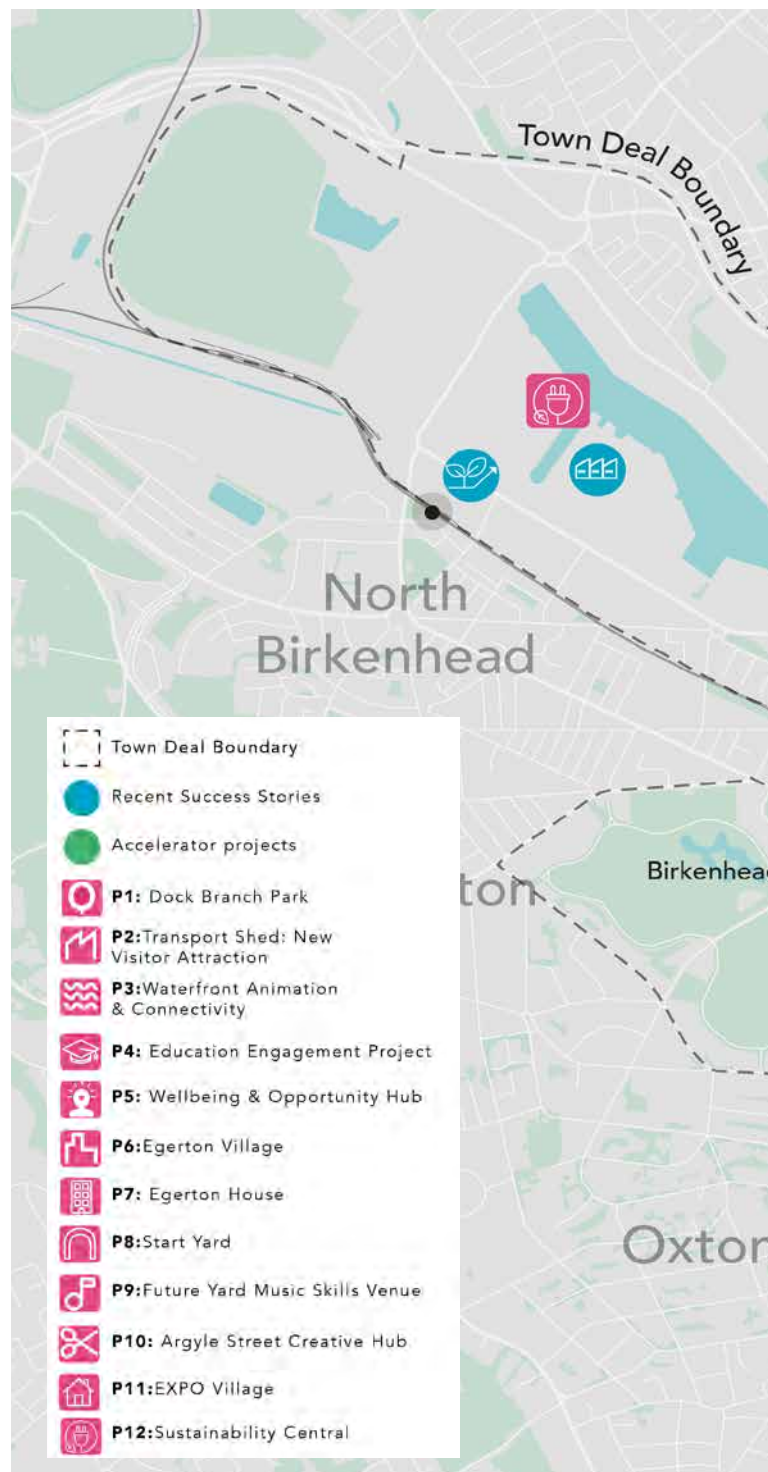 Town Deal Boundary
North
Birkenhead
Town Deal Boundary
Recent Success Stories
Accelerator projects
P1: Dock Branch Park
P2:Transport Shed: New
Visitor Attraction
P3:Waterfront Animation
& Connectivity
P4: Education Engagement Project
P5: Wellbeing & Opportunity Hub
P6:Egerton Village
P7: Egerton House
P8:Start Yard
P9:Future Yard Music Skills Venue
P10: Argyle Street Creative Hub
P11:EXPO Village
P12:Sustainability Central
ton
Birkenhead
Oxton